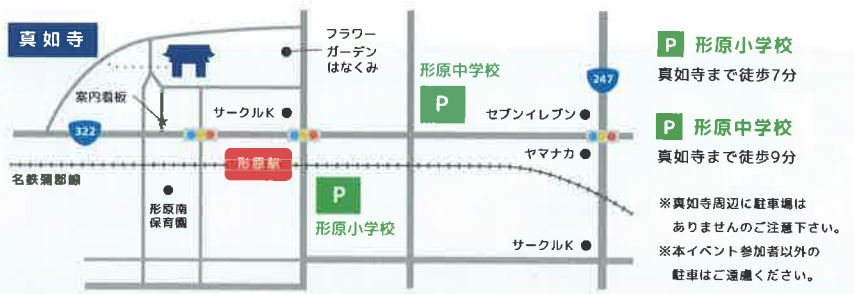 真如寺
フラワー
ガーデン
はなくみ
形原中学校
P
247
案内看板
サークルK
セブンイレブン
322
ヤマナカ
形原駅
名鉄蒲郡線
P
形原小学校
形原南
保育園
サークルK
P 形原小学校
真如寺まで徒歩7分
P 形原中学校
真如寺まで徒歩9分
※真如寺周辺に駐車場は
ありませんのご注意下さい。
※本イベント参加者以外の
駐車はご遠慮ください。